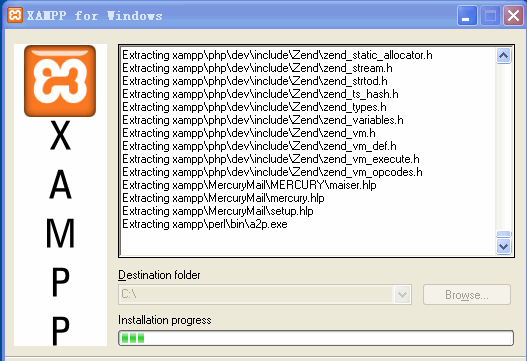 XAMPP for Windows
X
A
M
P
P
Extracting xampp\php\dev\include\Zend\zend_static_allocator.h
Extracting xampp\php\dev\include\Zend\zend_stream.h
Extracting xampp\php\dev\include\Zend\zend_strtod.h
Extracting xampp\php\dev\include\Zend\zend_ts_hash.h
Extracting xampp\php\dev\include\Zend\zend_types.h
Extracting xampp\php\dev\include\Zend\zend_variables.h
Extracting xampp\php\dev\include\Zend\zend_vm.h
Extracting xampp\php\dev\include\Zend\zend_vm_def.h
Extracting xampp\php\dev\include\Zend\zend_vm_execute.h
Extracting xampp\php\dev\include\Zend\zend_vm_opcodes.h
Extracting xampp\MercuryMail\MERCURY\maiser.hlp
Extracting xampp\MercuryMail\mercury.hlp
Extracting xampp\MercuryMail\setup.hlp
Extracting xampp\perl\bin\a2p.exe
Destination folder
C:\
Browse...
Installation progress